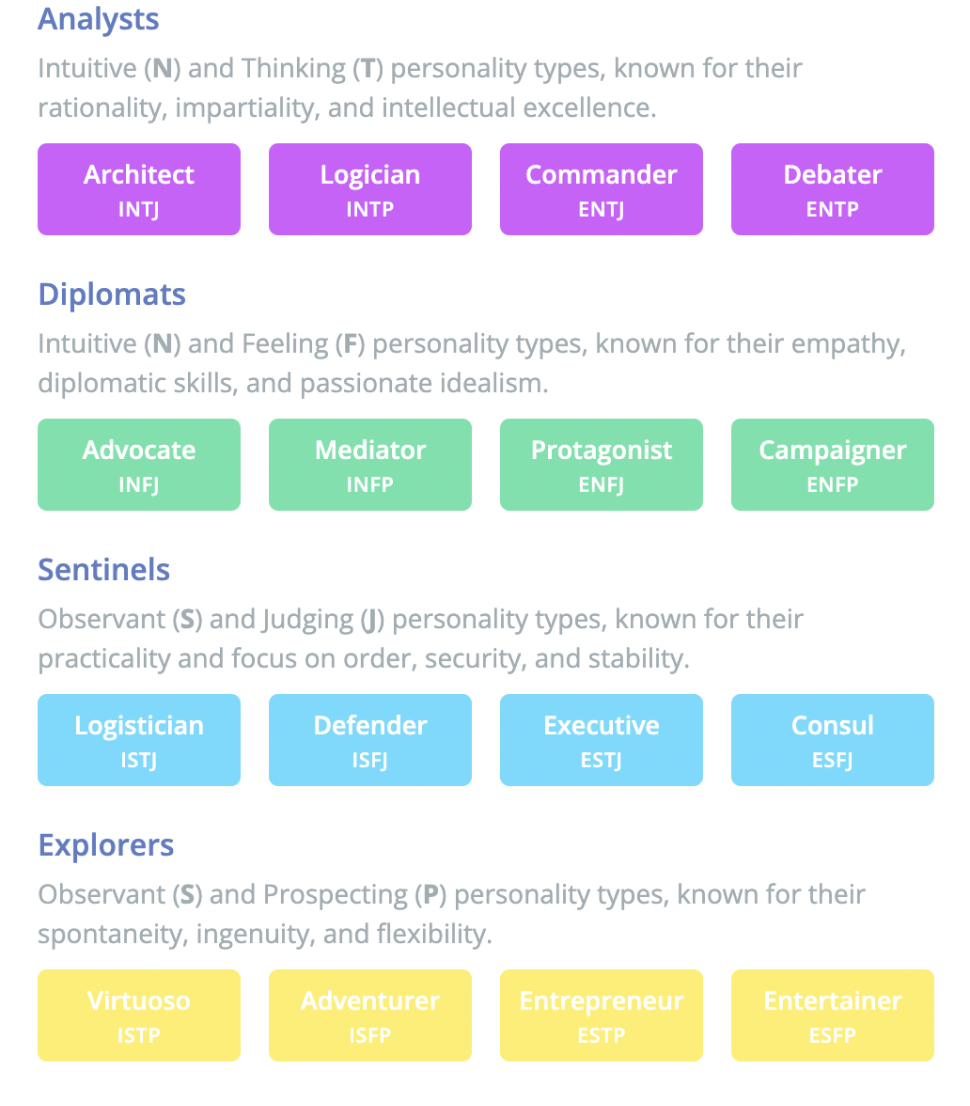 Analysts
Intuitive (N) and Thinking (T) personality types, known for their
rationality, impartiality, and intellectual excellence.
Architect
INTJ
Logician
INTP
Commander
ENTJ
Debater
ENTP
Diplomats
Intuitive (N) and Feeling (F) personality types, known for their empathy,
diplomatic skills, and passionate idealism.
Advocate
INFJ
Mediator
INFP
Protagonist
ENFJ
Campaigner
ENFP
Sentinels
Observant (S) and Judging (J) personality types, known for their
practicality and focus on order, security, and stability.
Logistician
ISTJ
Defender
ISFJ
Executive
ESTJ
Consul
ESFJ
Explorers
Observant (S) and Prospecting (P) personality types, known for their
spontaneity, ingenuity, and flexibility.
Virtuoso
ISTP
Adventurer
ISFP
Entrepreneur
ESTP
Entertainer
ESFP